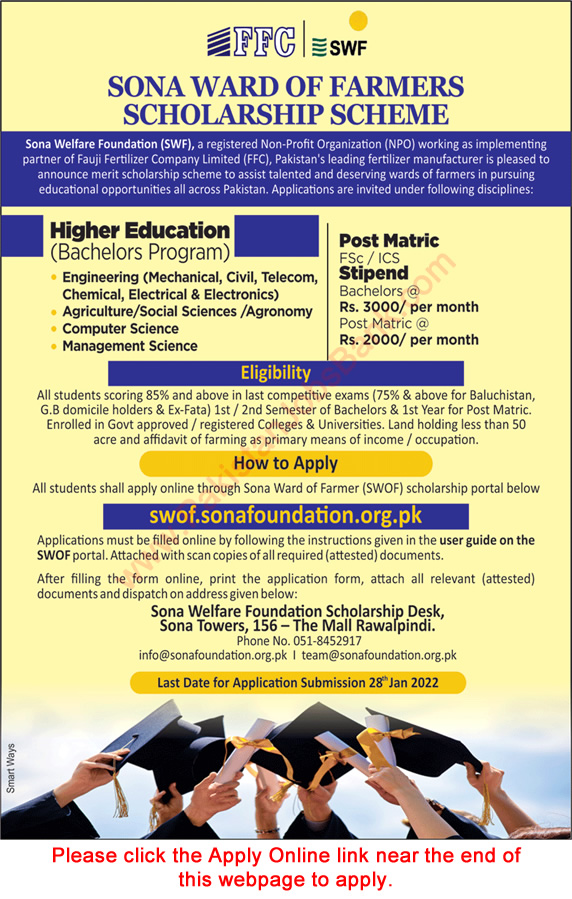 FFC
SWF
SONA WARD OF FARMERS
SCHOLARSHIP SCHEME
Sona Welfare Foundation (SWF), a registered Non-Profit Organization (NPO) working as implementing
partner of Fauji Fertilizer Company Limited (FFC), Pakistan's leading fertilizer manufacturer is pleased to
announce merit scholarship scheme to assist talented and deserving wards of farmers in pursuing
educational opportunities all across Pakistan. Applications are invited under following disciplines:
Higher Education
(Bachelors Program)
• Engineering (Mechanical, Civil, Telecom,
Chemical, Electrical & Electronics)
• Agriculture/Social Sciences /Agronomy
• Computer Science
• Management Science
Post Matric
FSc / ICS
Stipend
Bachelors @
Rs. 3000/ per month
Post Matric @
Rs. 2000/ per month
Eligibility
All students scoring 85% and above in last competitive exams (75% & above for Baluchistan,
G.B domicile holders & Ex-Fata) 1st / 2nd Semester of Bachelors & 1st Year for Post Matric.
Enrolled in Govt approved / registered Colleges & Universities. Land holding less than 50
acre and affidavit of farming as primary means of income / occupation.
How to Apply
All students shall apply online through Sona Ward of Farmer (SWOF) scholarship portal below
swof.sonafoundation.org.pk
Applications must be filled online by following the instructions given in the user guide on the
SWOF portal. Attached with scan copies of all required (attested) documents.
After filling the form online, print the application form, attach all relevant (attested)
documents and dispatch on address given below:
Sona Welfare Foundation Scholarship Desk,
Sona Towers, 156 – The Mall Rawalpindi.
Phone No. 051-8452917
info@sonafoundation.org.pk I team@sonafoundation.org.pk
Last Date for Application Submission 28th Jan 2022
Smart Ways
www.PakistanJobsBank.com
Please click the Apply Online link near the end of
this webpage to apply.